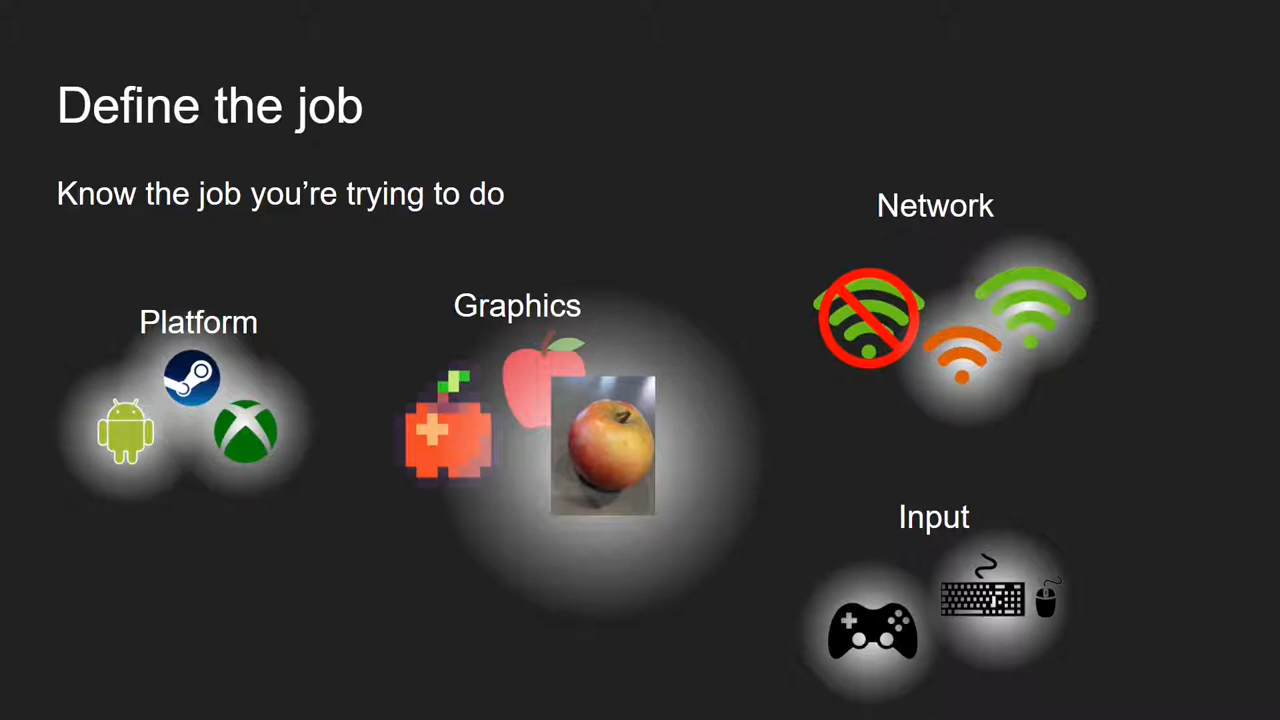 Define the job
Know the job you're trying to do
Network
Graphics
Platform
Input